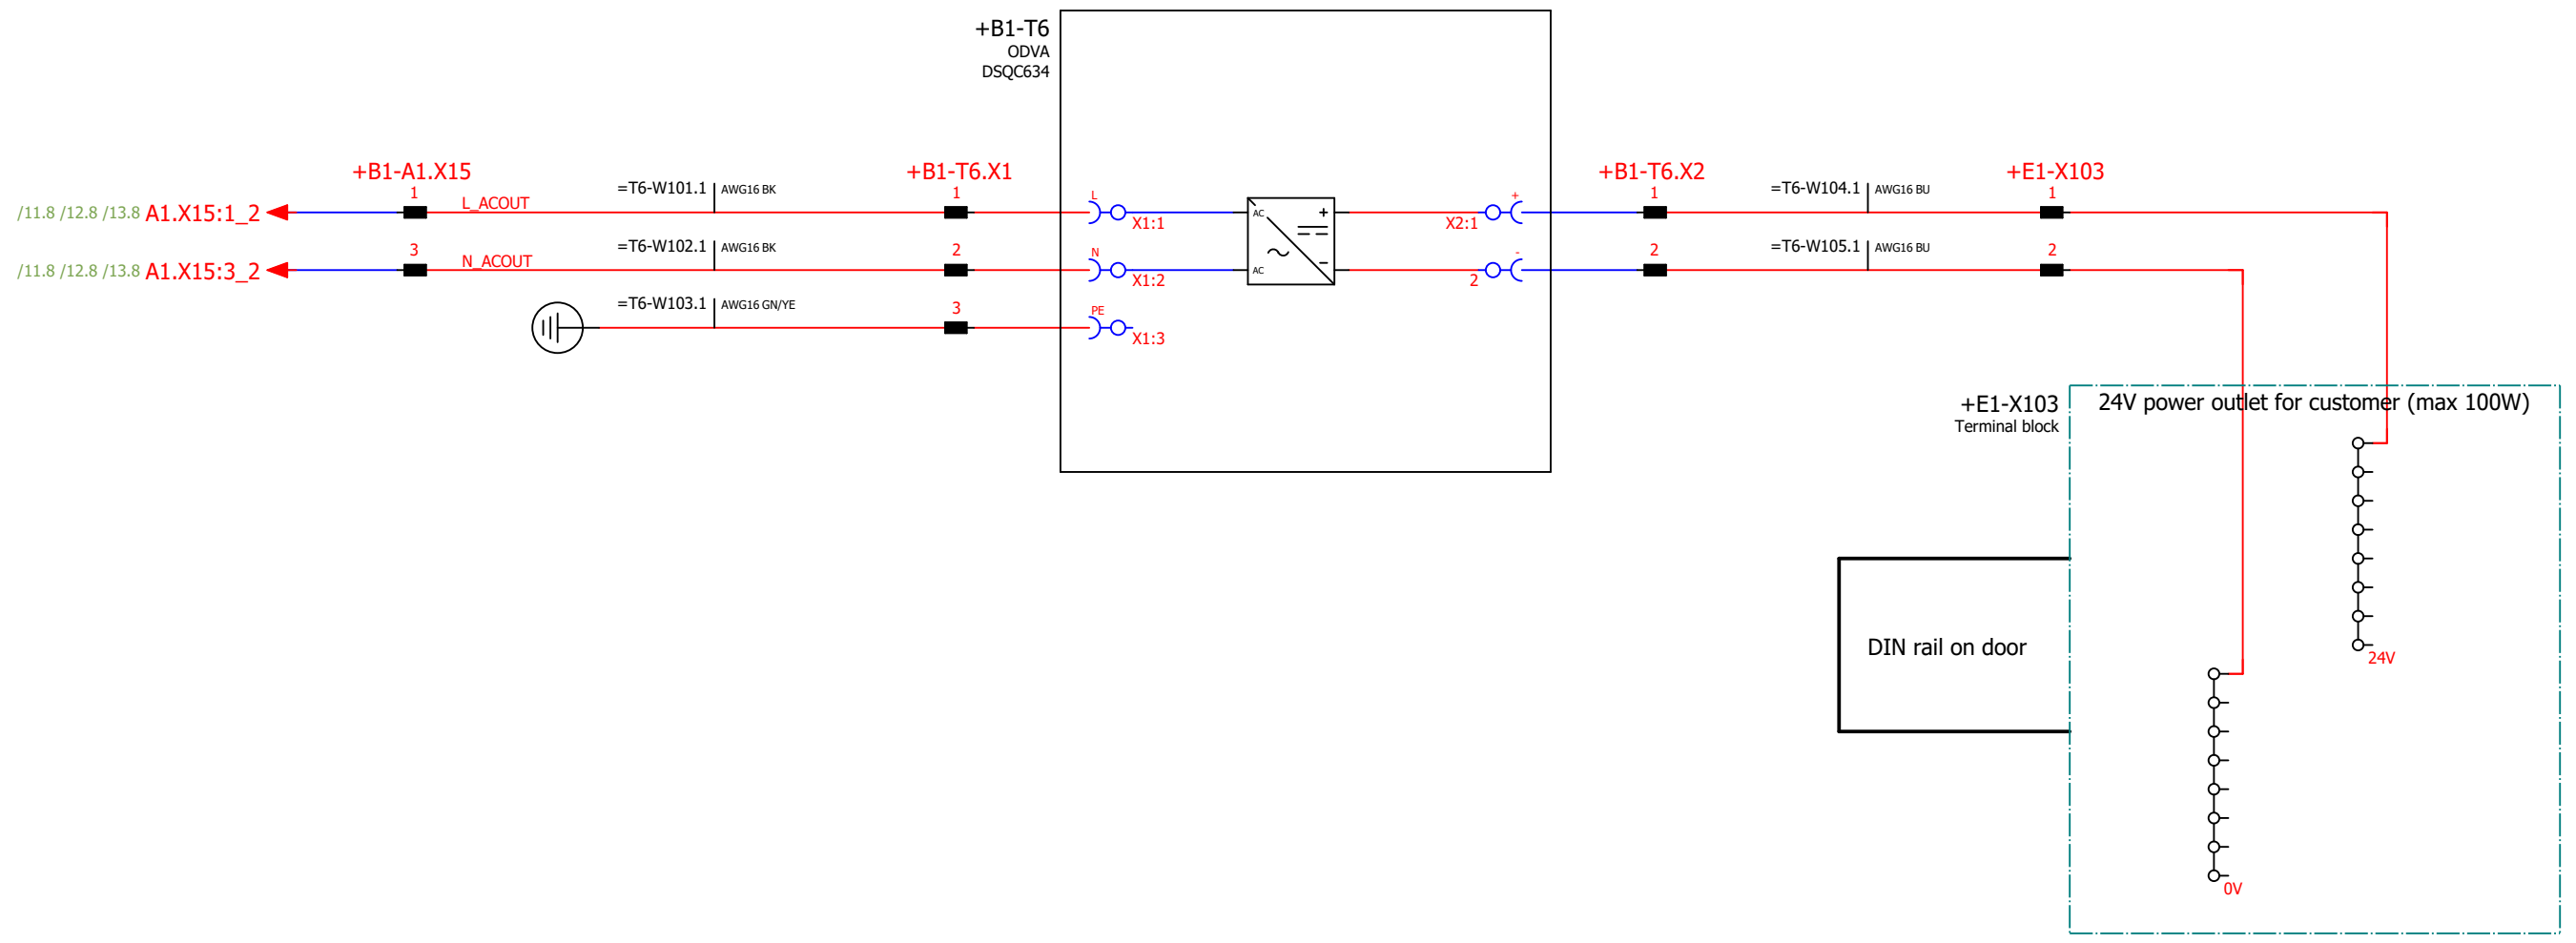 +B1-T6
ODVA
DSQC634
+B1-A1.X15
+B1-T6.X1
+B1-T6.X2
+E1-X103
1
=T6-W101.1
AWG16 BK
1
L
+
1
=T6-W104.1
AWG16 BU
1
/11.8 /12.8 /13.8
A1.X15:1_2
L_ACOUT
X1:1
AC
+
X2:1
3
=T6-W102.1
AWG16 BK
2
N
-
2
=T6-W105.1
AWG16 BU
2
/11.8 /12.8 /13.8
A1.X15:3_2
N_ACOUT
X1:2
AC
−
2
=T6-W103.1
AWG16 GN/YE
3
PE
X1:3
+E1-X103
Terminal block
24V power outlet for customer (max 100W)
DIN rail on door
24V
0V